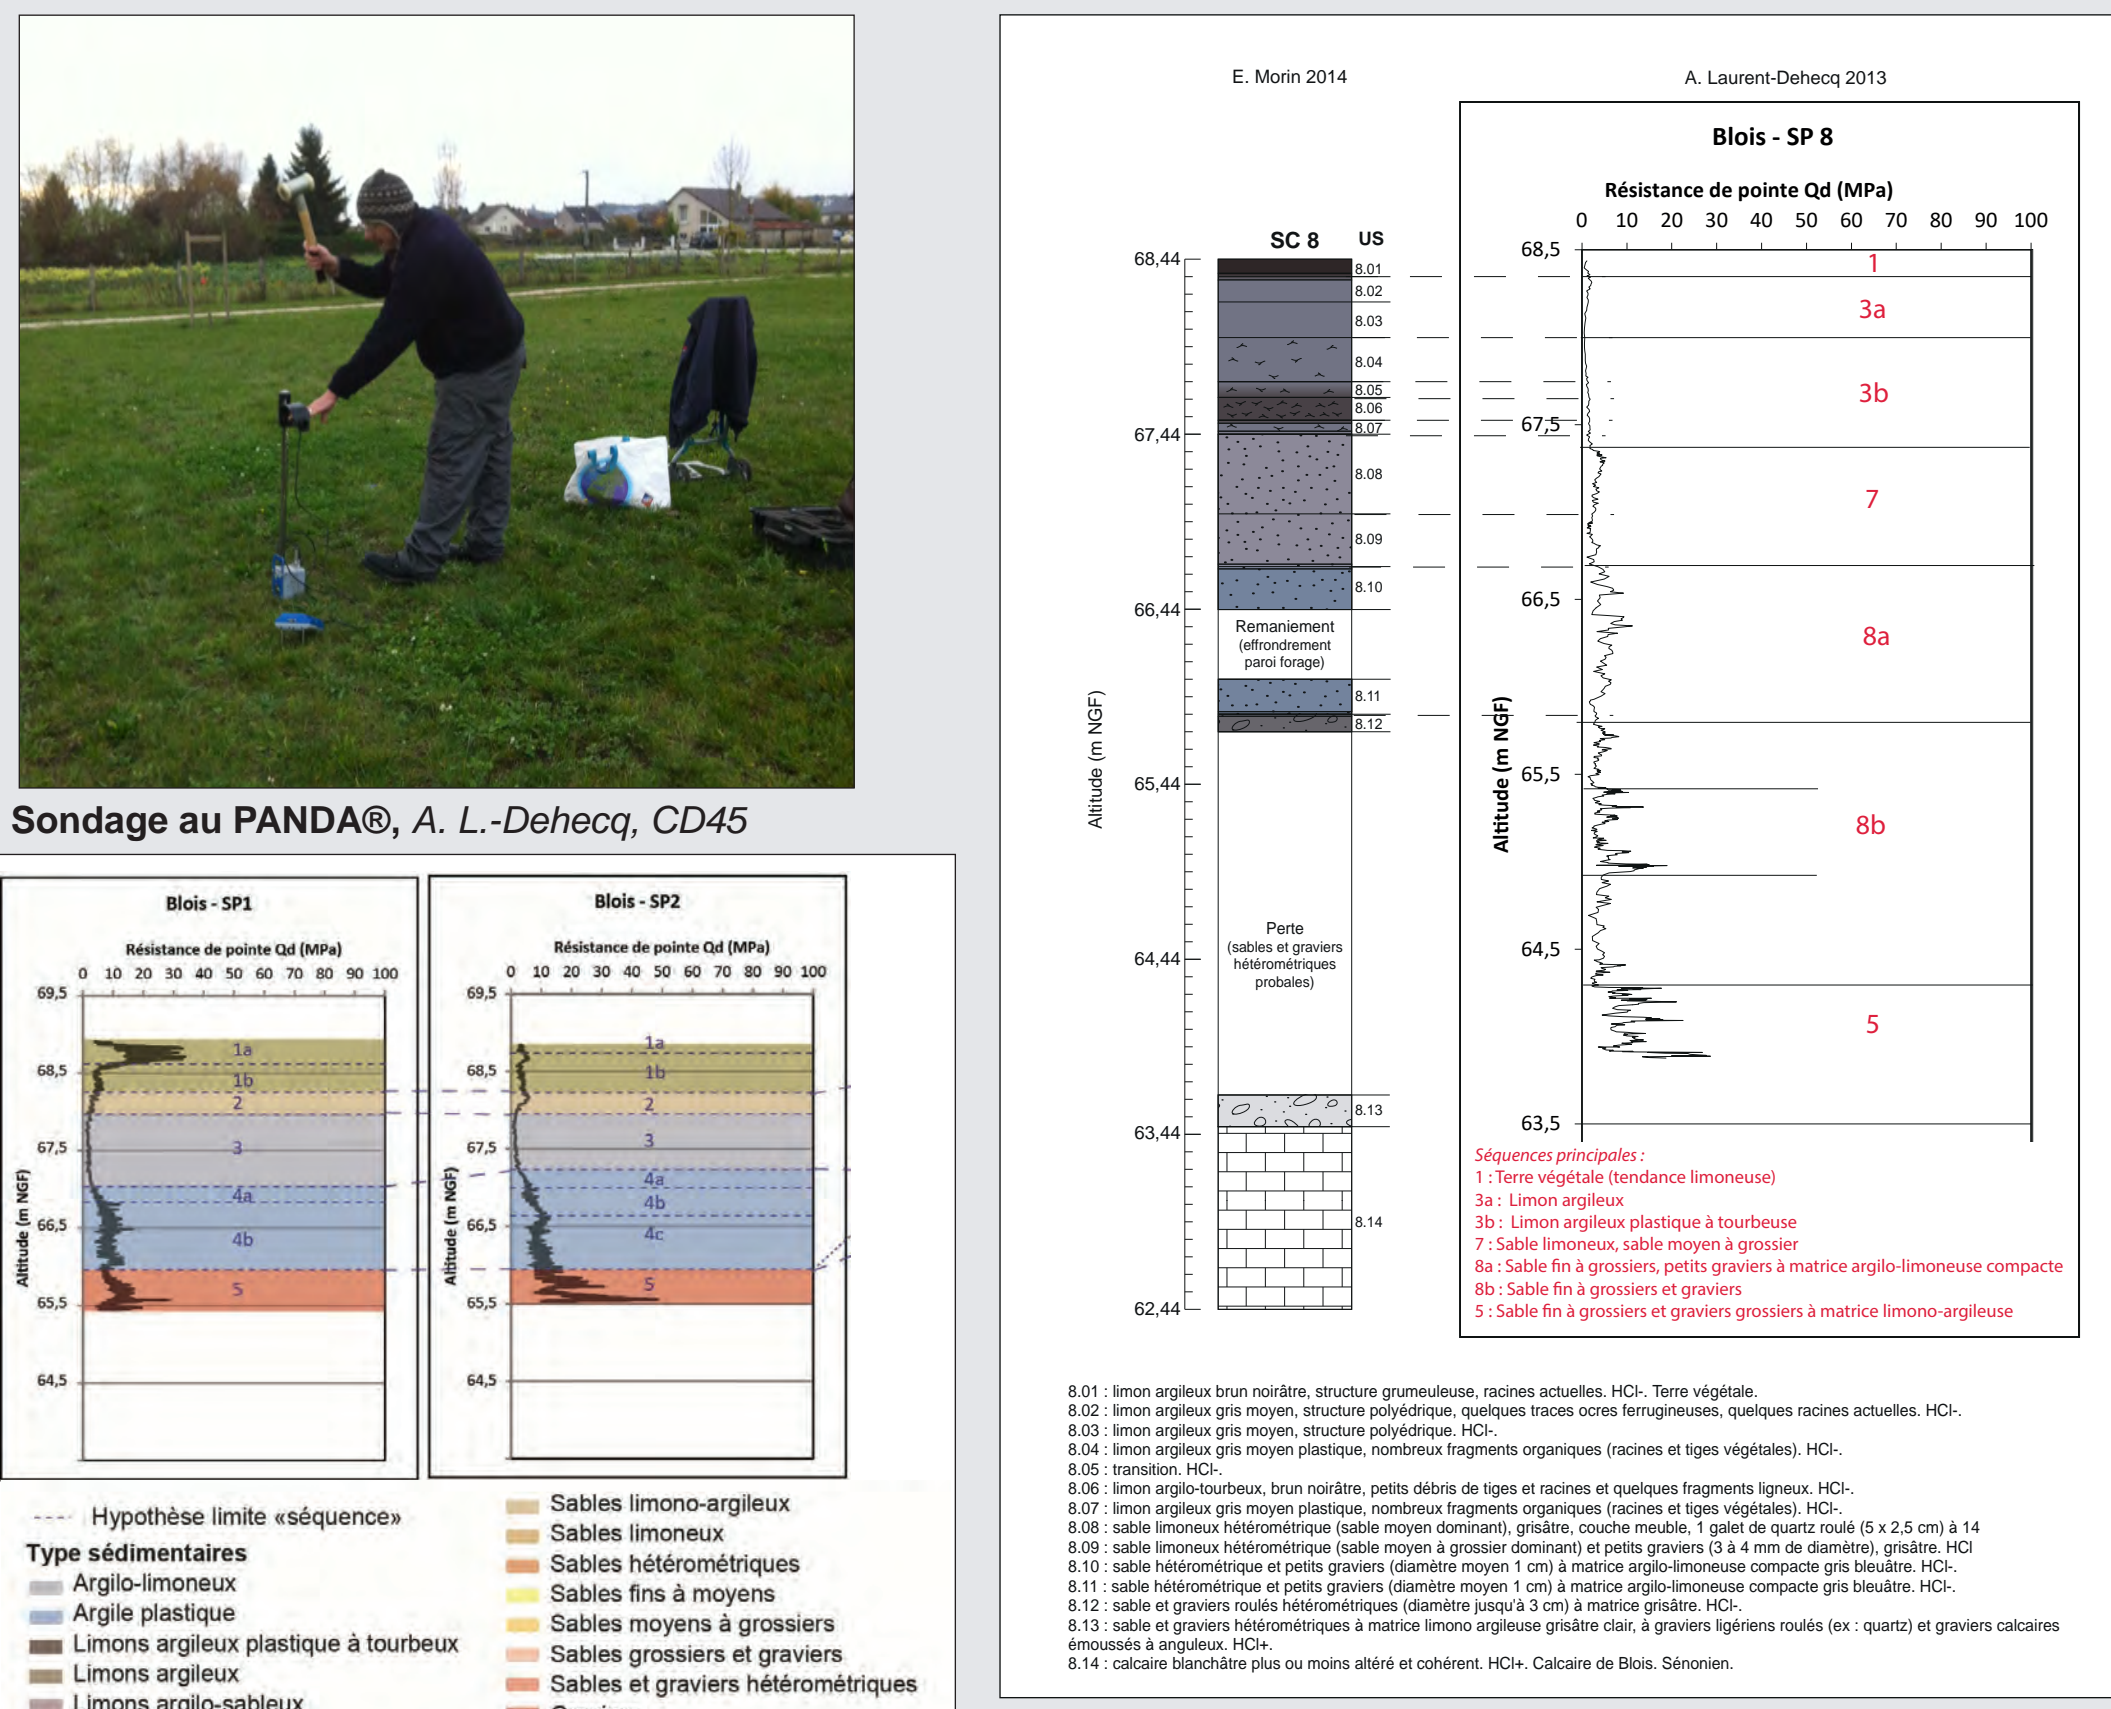 Sondage au PANDA®, A. L.-Dehecq, CD45
Blois - SP1
Résistance de pointe Qd (MPa)
0 10 20 30 40 50 60 70 80 90 100
69,5
68,5
67,5
66,5
65,5
64,5
Altitude (m NGF)
1a
1b
2
3
4a
4b
5
Blois - SP2
Résistance de pointe Qd (MPa)
0 10 20 30 40 50 60 70 80 90 100
69,5
68,5
67,5
66,5
65,5
64,5
Altitude (m NGF)
1a
1b
2
3
4a
4b
4c
5
Hypothèse limite «séquence»
Type sédimentaires
Argilo-limoneux
Argile plastique
Limons argileux plastique à tourbeux
Limons argileux
Limons argilo-sableux
Sables limono-argileux
Sables limoneux
Sables hétérométriques
Sables fins à moyens
Sables moyens à grossiers
Sables grossiers et graviers
Sables et graviers hétérométriques
E. Morin 2014
SC 8 US
68,44
67,44
66,44
65,44
64,44
63,44
62,44
Altitude (m NGF)
8.01
8.02
8.03
8.04
8.05
8.06
8.07
8.08
8.09
8.10
Remaniement
(effrondrement
paroi forage)
8.11
8.12
Perte
(sables et graviers
hétérométriques
probales)
8.13
8.14
A. Laurent-Dehecq 2013
Blois - SP 8
Résistance de pointe Qd (MPa)
0 10 20 30 40 50 60 70 80 90 100
68,5
67,5
66,5
65,5
64,5
63,5
Altitude (m NGF)
1
3a
3b
7
8a
8b
5
Séquences principales :
1 : Terre végétale (tendance limoneuse)
3a : Limon argileux
3b : Limon argileux plastique à tourbeuse
7 : Sable limoneux, sable moyen à grossier
8a : Sable fin à grossiers, petits graviers à matrice argilo-limoneuse compacte
8b : Sable fin à grossiers et graviers
5 : Sable fin à grossiers et graviers grossiers à matrice limono-argileuse
8.01 : limon argileux brun noirâtre, structure grumeuleuse, racines actuelles. HCl-. Terre végétale.
8.02 : limon argileux gris moyen, structure polyédrique, quelques traces ocres ferrugineuses, quelques racines actuelles. HCl-.
8.03 : limon argileux gris moyen, structure polyédrique. HCl-.
8.04 : limon argileux gris moyen plastique, nombreux fragments organiques (racines et tiges végétales). HCl-.
8.05 : transition. HCl-.
8.06 : limon argilo-tourbeux, brun noirâtre, petits débris de tiges et racines et quelques fragments ligneux. HCl-.
8.07 : limon argileux gris moyen plastique, nombreux fragments organiques (racines et tiges végétales). HCl-.
8.08 : sable limoneux hétérométrique (sable moyen dominant), grisâtre, couche meuble, 1 galet de quartz roulé (5 x 2,5 cm) à 14
8.09 : sable limoneux hétérométrique (sable moyen à grossier dominant) et petits graviers (3 à 4 mm de diamètre), grisâtre. HCl
8.10 : sable hétérométrique et petits graviers (diamètre moyen 1 cm) à matrice argilo-limoneuse compacte gris bleuâtre. HCl-.
8.11 : sable hétérométrique et petits graviers (diamètre moyen 1 cm) à matrice argilo-limoneuse compacte gris bleuâtre. HCl-.
8.12 : sable et graviers roulés hétérométriques (diamètre jusqu'à 3 cm) à matrice grisâtre. HCl-.
8.13 : sable et graviers hétérométriques à matrice limono argileuse grisâtre clair, à graviers ligériens roulés (ex : quartz) et graviers calcaires
émoussés à anguleux. HCl+.
8.14 : calcaire blanchâtre plus ou moins altéré et cohérent. HCl+. Calcaire de Blois. Sénonien.